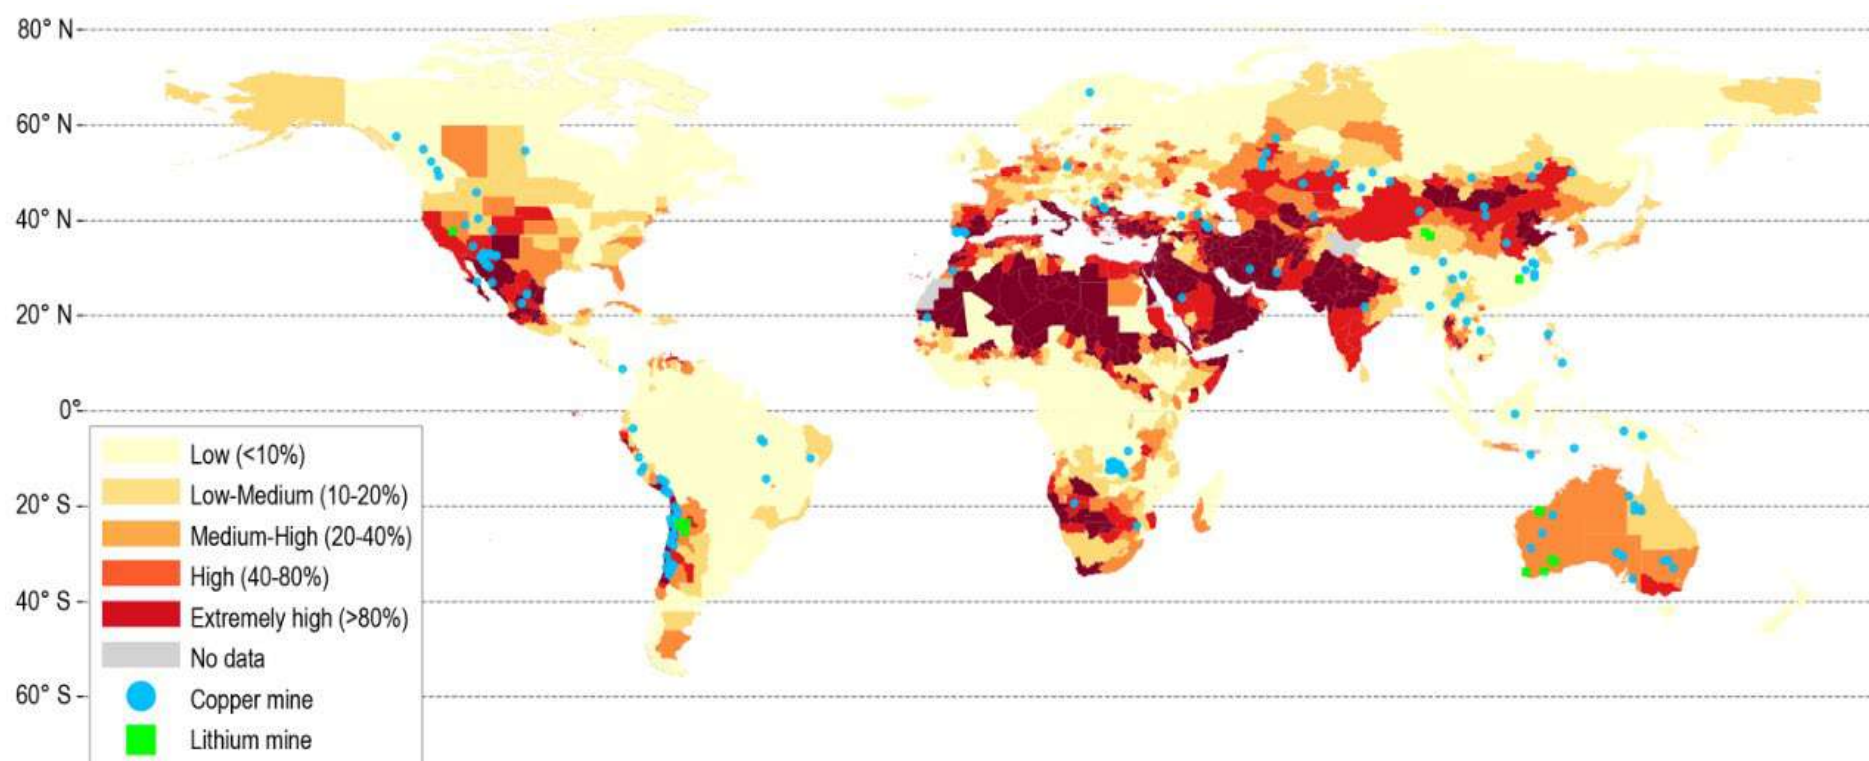 80° N
60° N
40° N
20° N
0°
20° S
40° S
60° S
Low (<10%)
Low-Medium (10-20%)
Medium-High (20-40%)
High (40-80%)
Extremely high (>80%)
No data
Copper mine
Lithium mine